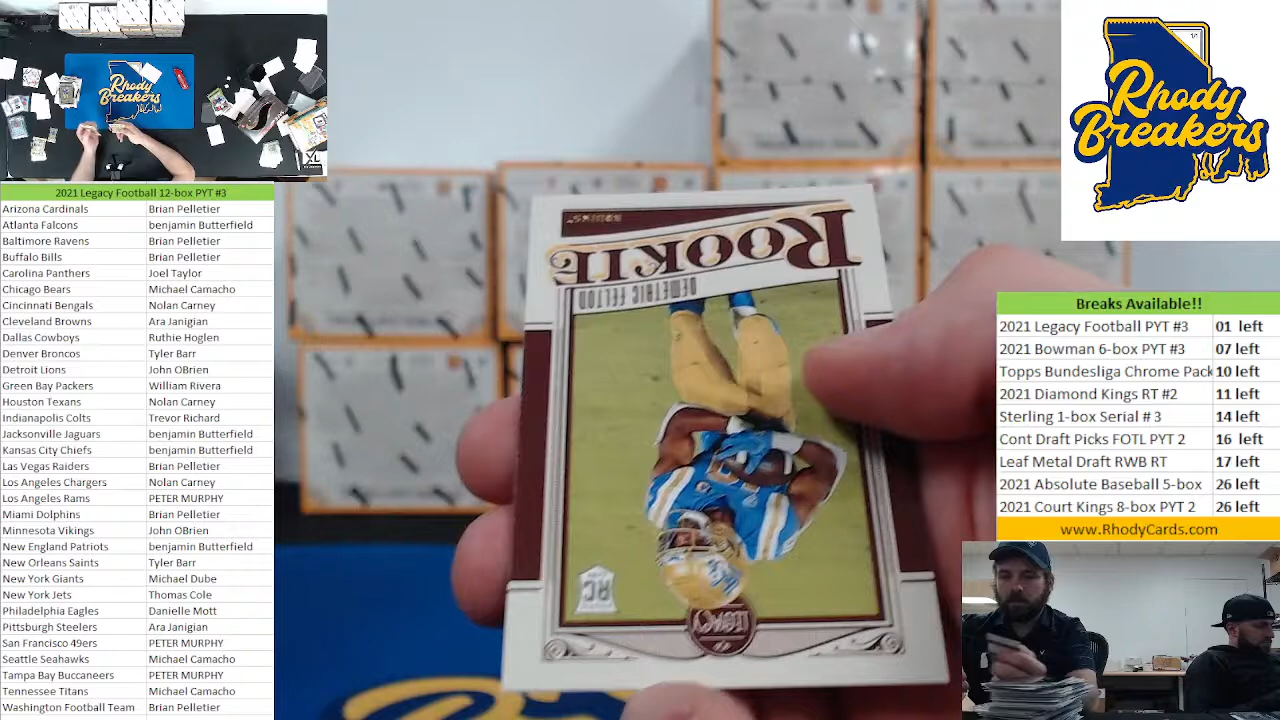 Rhody
Breakers
XL
2021 Legacy Football 12-box PYT #3
Arizona Cardinals Brian Pelletier
Atlanta Falcons benjamin Butterfield
Baltimore Ravens Brian Pelletier
Buffalo Bills Brian Pelletier
Carolina Panthers Joel Taylor
Chicago Bears Michael Camacho
Cincinnati Bengals Nolan Carney
Cleveland Browns Ara Janigian
Dallas Cowboys Ruthie Hoglen
Denver Broncos Tyler Barr
Detroit Lions John OBrien
Green Bay Packers William Rivera
Houston Texans Nolan Carney
Indianapolis Colts Trevor Richard
Jacksonville Jaguars benjamin Butterfield
Kansas City Chiefs benjamin Butterfield
Las Vegas Raiders Brian Pelletier
Los Angeles Chargers Nolan Carney
Los Angeles Rams PETER MURPHY
Miami Dolphins Brian Pelletier
Minnesota Vikings John OBrien
New England Patriots benjamin Butterfield
New Orleans Saints Tyler Barr
New York Giants Michael Dube
New York Jets Thomas Cole
Philadelphia Eagles Danielle Mott
Pittsburgh Steelers Ara Janigian
San Francisco 49ers PETER MURPHY
Seattle Seahawks Michael Camacho
Tampa Bay Buccaneers PETER MURPHY
Tennessee Titans Michael Camacho
Washington Football Team Brian Pelletier
BRUINS
ROOKIE
DEMETRIC FELTON
RC
LEGACY
Rhody
Breakers
Breaks Available!!
2021 Legacy Football PYT #3 01 left
2021 Bowman 6-box PYT #3 07 left
Topps Bundesliga Chrome Pack 10 left
2021 Diamond Kings RT #2 11 left
Sterling 1-box Serial # 3 14 left
Cont Draft Picks FOTL PYT 2 16 left
Leaf Metal Draft RWB RT 17 left
2021 Absolute Baseball 5-box 26 left
2021 Court Kings 8-box PYT 2 26 left
www.RhodyCards.com